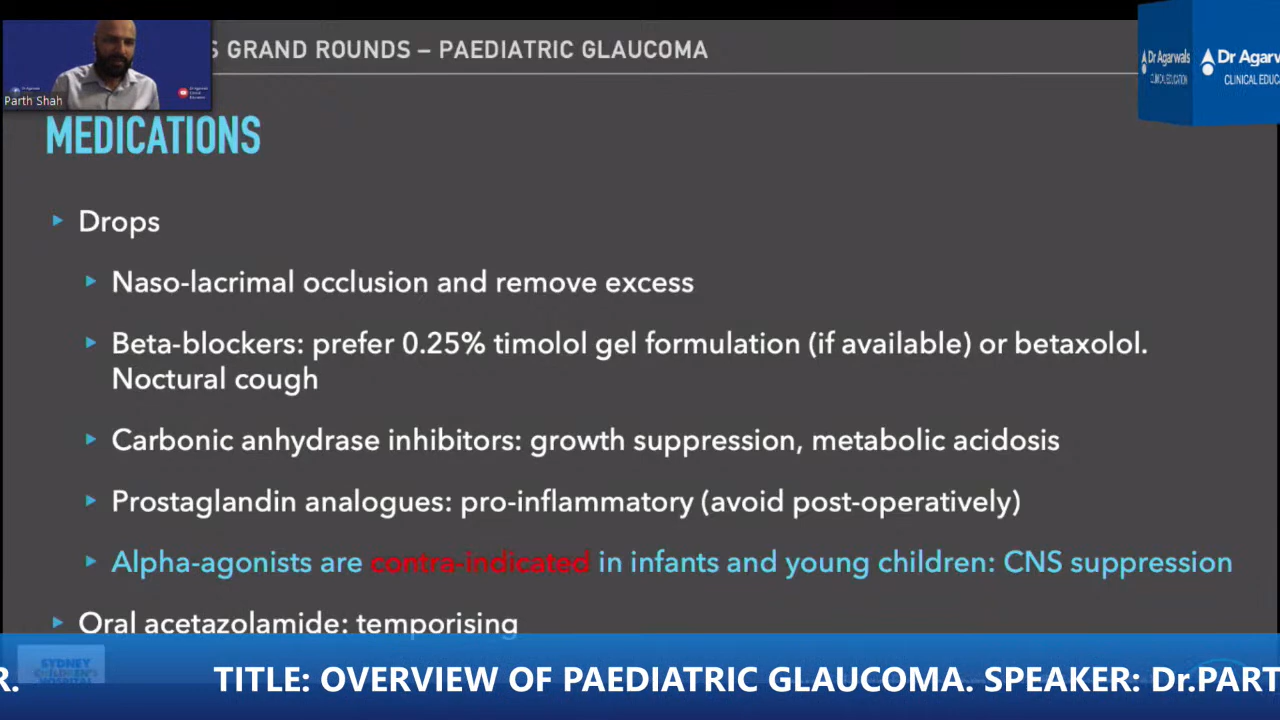 S GRAND ROUNDS – PAEDIATRIC GLAUCOMA
Parth Shah
Dr Agarwals
CLINICAL EDUCATION
Dr Agarw
CLINICAL EDUC
MEDICATIONS
Drops
Naso-lacrimal occlusion and remove excess
Beta-blockers: prefer 0.25% timolol gel formulation (if available) or betaxolol.
Noctural cough
Carbonic anhydrase inhibitors: growth suppression, metabolic acidosis
Prostaglandin analogues: pro-inflammatory (avoid post-operatively)
Alpha-agonists are contra-indicated in infants and young children: CNS suppression
Oral acetazolamide: temporising
SYDNEY
CHILDREN'S
HOSPITAL
R. TITLE: OVERVIEW OF PAEDIATRIC GLAUCOMA. SPEAKER: Dr.PART